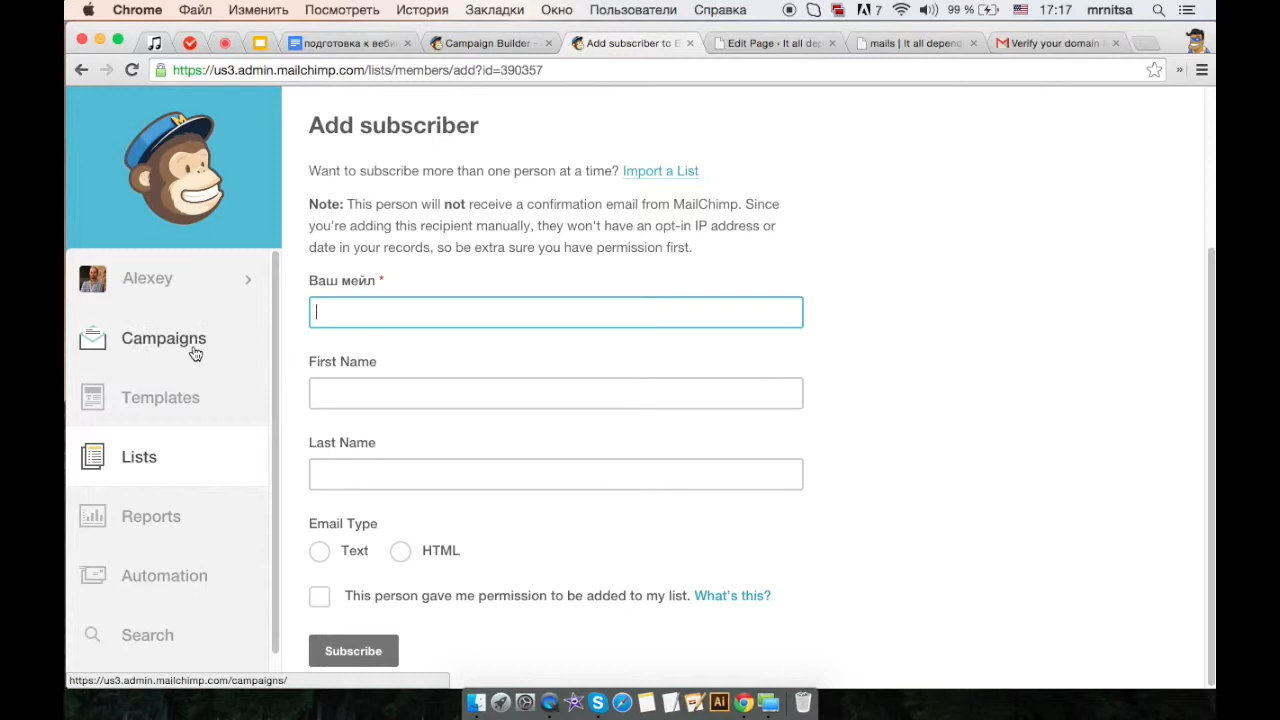 Chrome Файл Изменить Посмотреть История Закладки Окно Пользователи Справка 7 99 % 17:17 mrnitsa
подготовка к веби Campaign Builder - Add subscriber to E Edit Page ‹ It all de mails | It all depend Verify your domain
https://us3.admin.mailchimp.com/lists/members/add?id=390357 »
M
Alexey
Campaigns
Templates
Lists
Reports
Automation
Search
https://us3.admin.mailchimp.com/campaigns/
Add subscriber
Want to subscribe more than one person at a time? Import a List
Note: This person will not receive a confirmation email from MailChimp. Since
you're adding this recipient manually, they won't have an opt-in IP address or
date in your records, so be extra sure you have permission first.
Ваш мейл *
First Name
Last Name
Email Type
Text HTML
This person gave me permission to be added to my list. What's this?
Subscribe
Ai